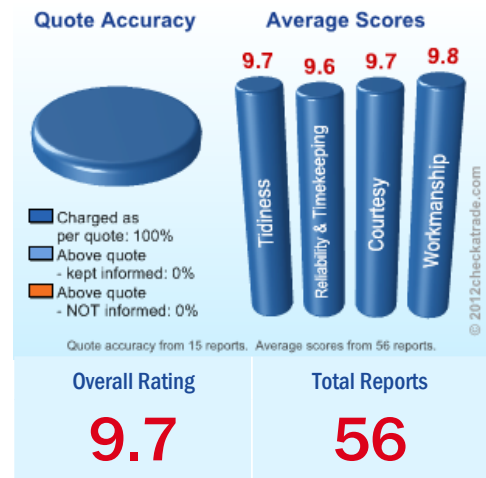 Quote Accuracy
Charged as
per quote: 100%
Above quote
- kept informed: 0%
Above quote
- NOT informed: 0%
Average Scores
9.7
9.6
9.7
9.8
Tidiness
Reliability & Timekeeping
Courtesy
Workmanship
© 2012checkatrade.com
Quote accuracy from 15 reports. Average scores from 56 reports.
Overall Rating
9.7
Total Reports
56